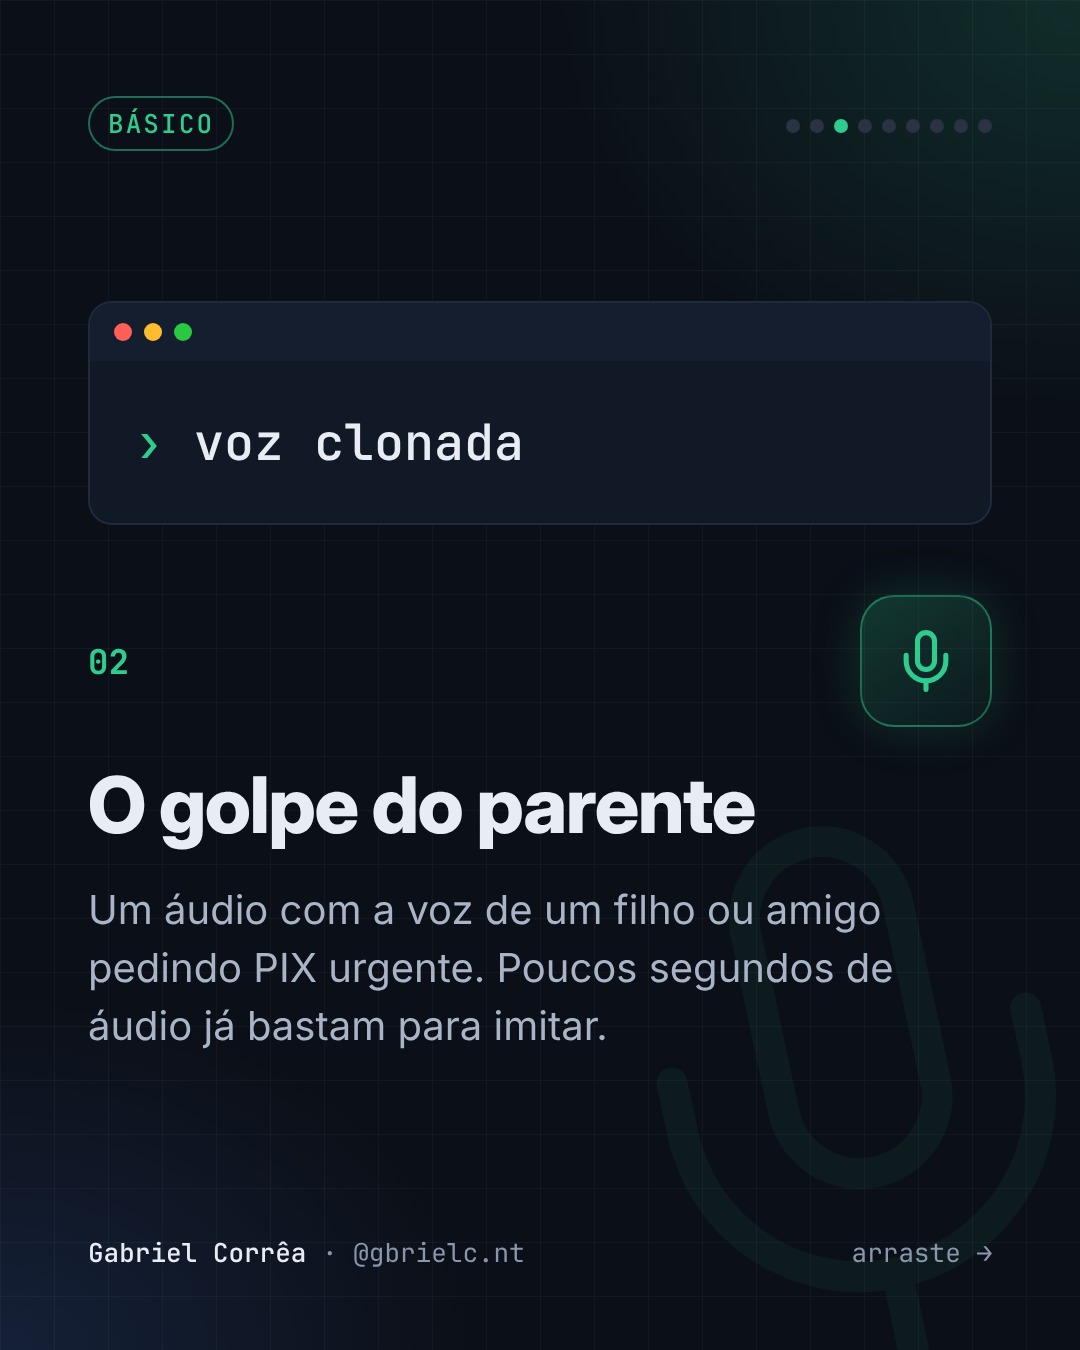 BÁSICO
› voz clonada
02
O golpe do parente
Um áudio com a voz de um filho ou amigo
pedindo PIX urgente. Poucos segundos de
áudio já bastam para imitar.
Gabriel Corrêa · @gbrielc.nt
arraste →